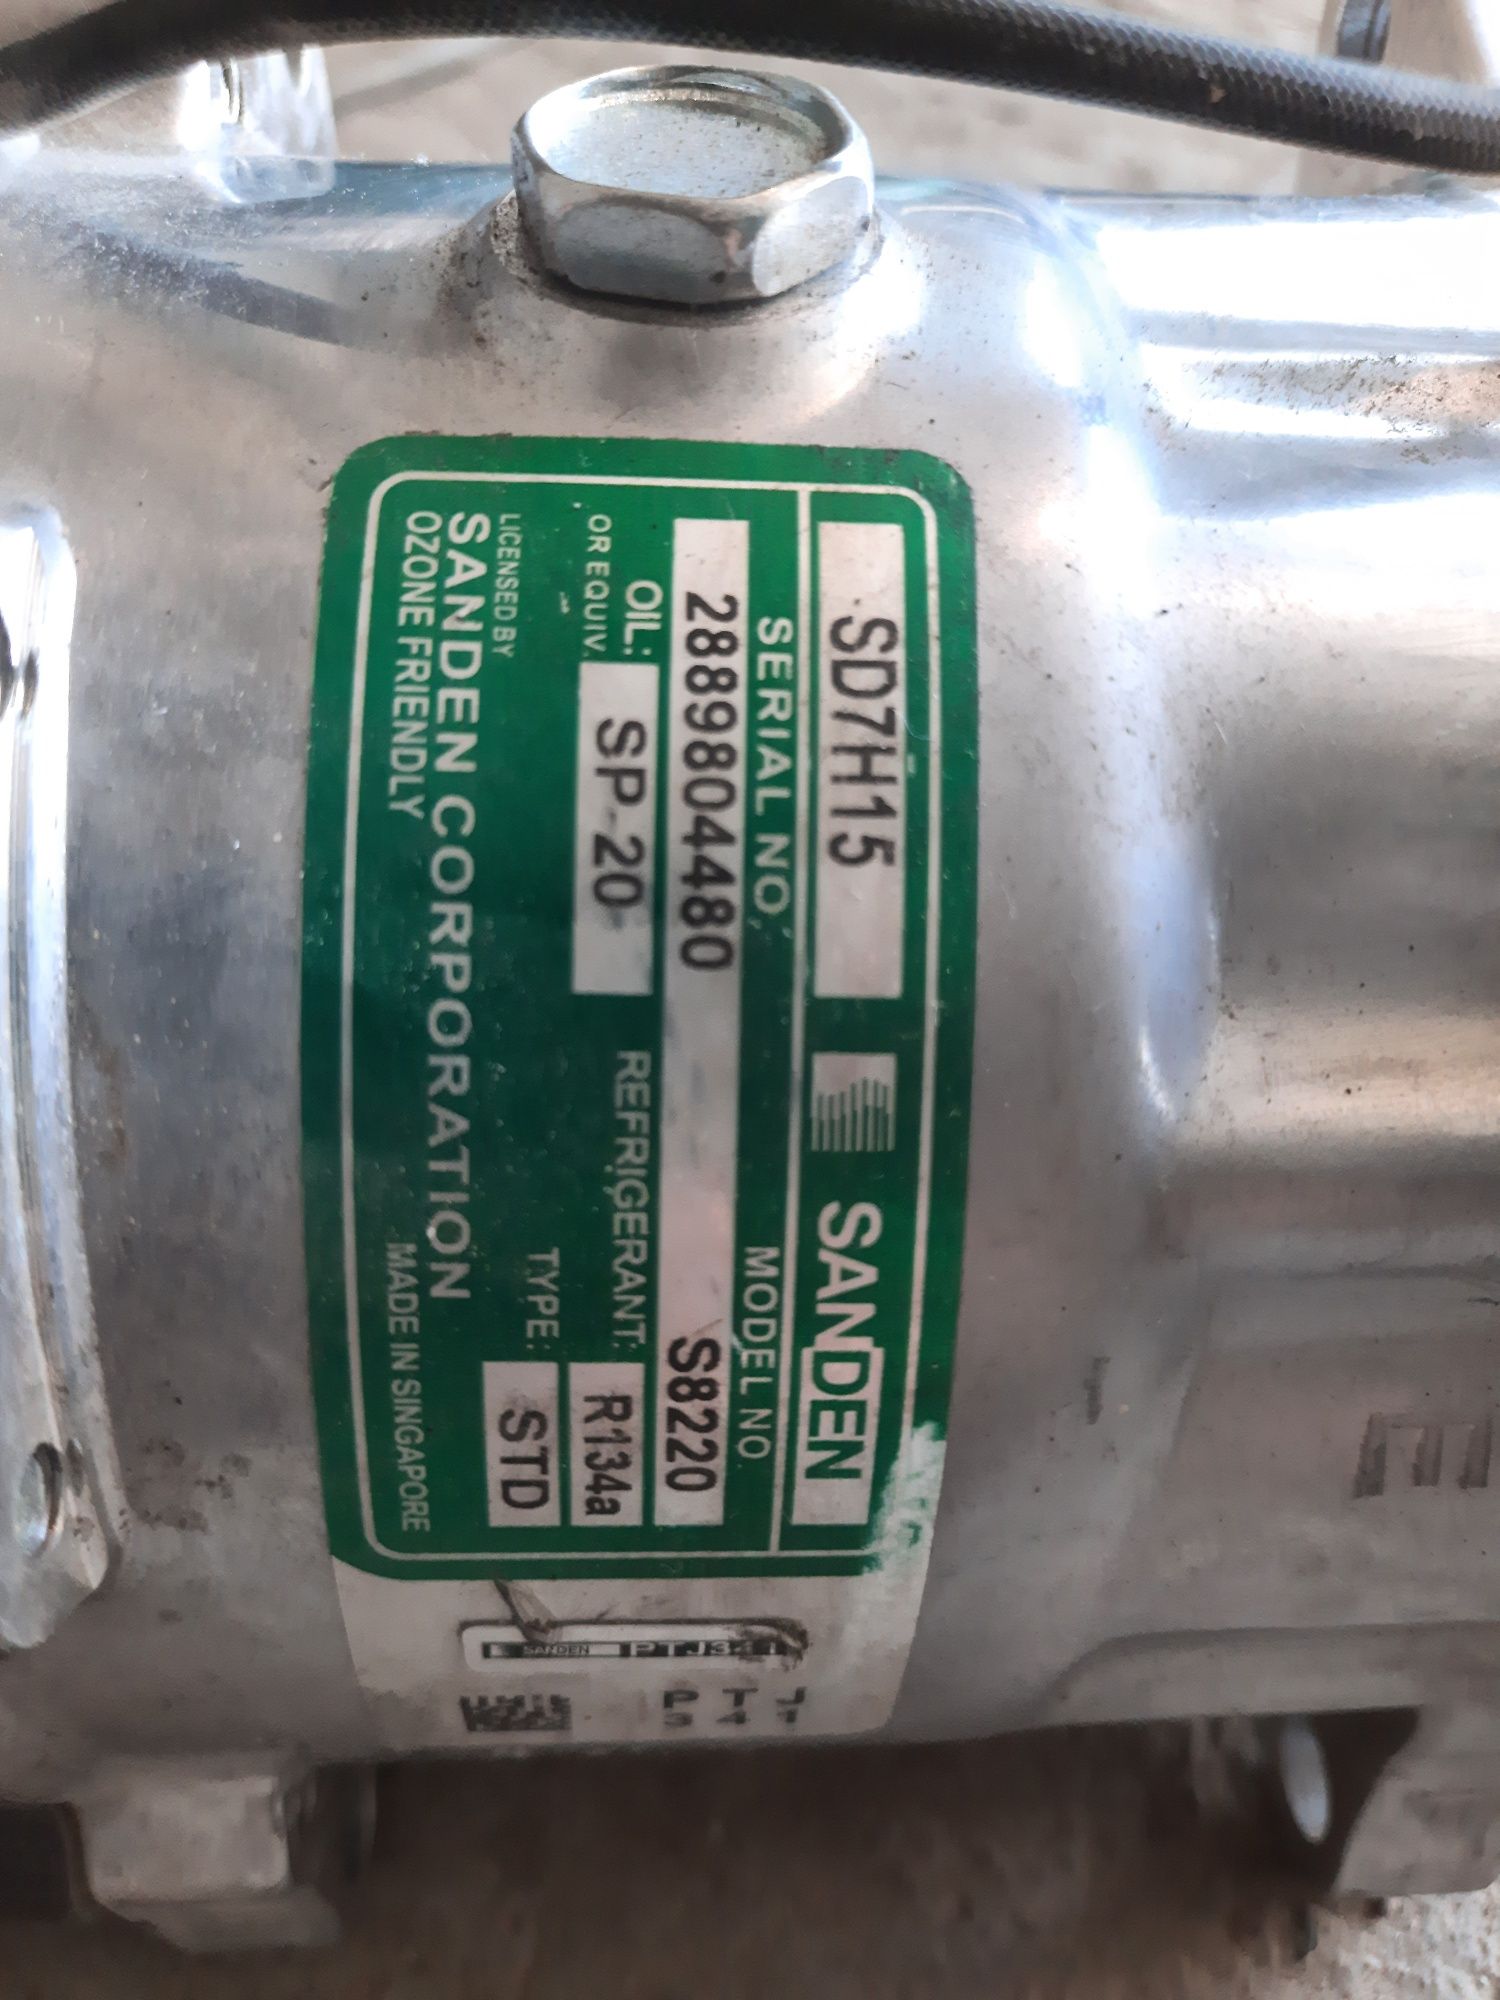 SD7H15
SANDEN
SERIAL NO.
MODEL NO.
2889804480
S8220
OIL:
OR EQUIV.
SP-20
REFRIGERANT:
R134a
TYPE:
STD
LICENSED BY
SANDEN CORPORATION
OZONE FRIENDLY
MADE IN SINGAPORE
SANDEN